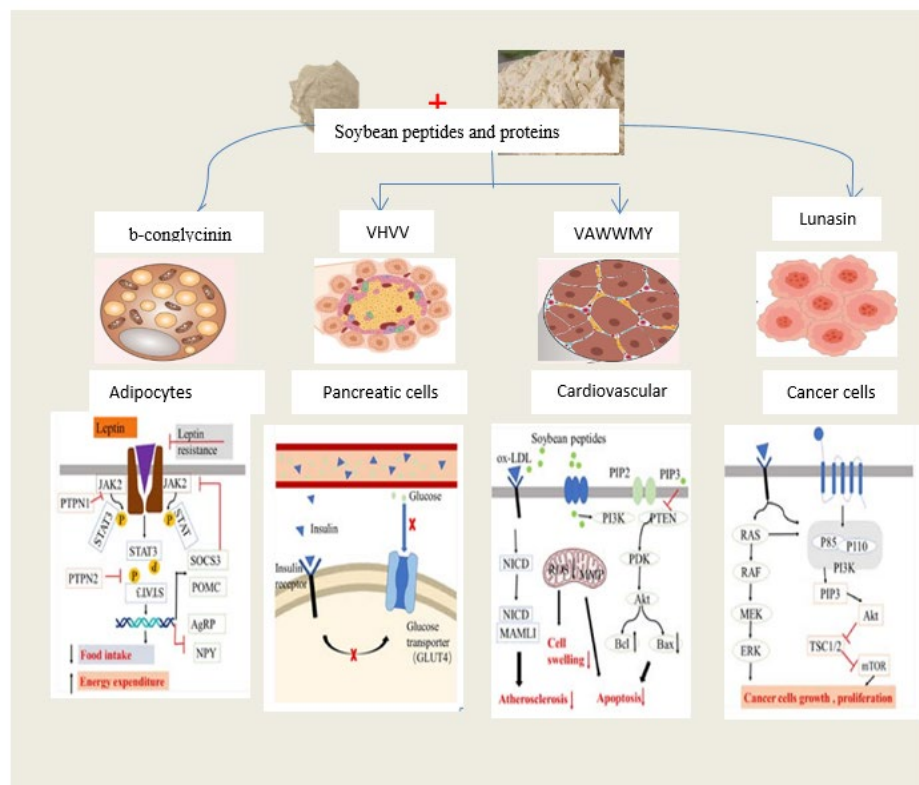 +
Soybean peptides and proteins
b-conglycinin
VHVV
VAWWMY
Lunasin
Adipocytes
Pancreatic cells
Cardiovascular
Cancer cells
Leptin
Leptin
resistance
JAK2
JAK2
PTPN1
P
P
STAT3
STAT
STAT3
P
SOCS3
PTPN2
STAT3
POMC
AgRP
NPY
Food intake
Energy expenditure
Glucose
X
Insulin
Insulin
receptor
Glucose
transporter
(GLUT4)
X
Soybean peptides
ox-LDL
PIP2
PIP3
PI3K
PTEN
NICD
ROS
MMP
PDK
Akt
NICD
MAML1
Bcl
Bax
Cell
swelling
Atherosclerosis
Apoptosis
RAS
P85
P110
PI3K
RAF
PIP3
Akt
MEK
TSC1/2
ERK
mTOR
Cancer cells growth , proliferation